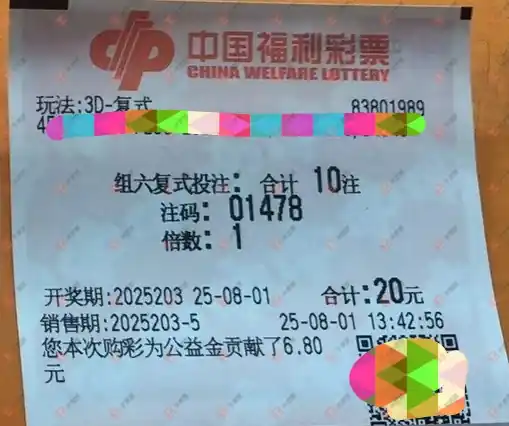 中国福利彩票
CHINA WELFARE LOTTERY
玩法:3D-复式 83801989
组六复式投注: 合计 10注
注码: 01478
倍数: 1
开奖期:2025203 25-08-01 合计:20元
销售期:2025203-5 25-08-01 13:42:56
您本次购彩为公益金贡献了6.80
元